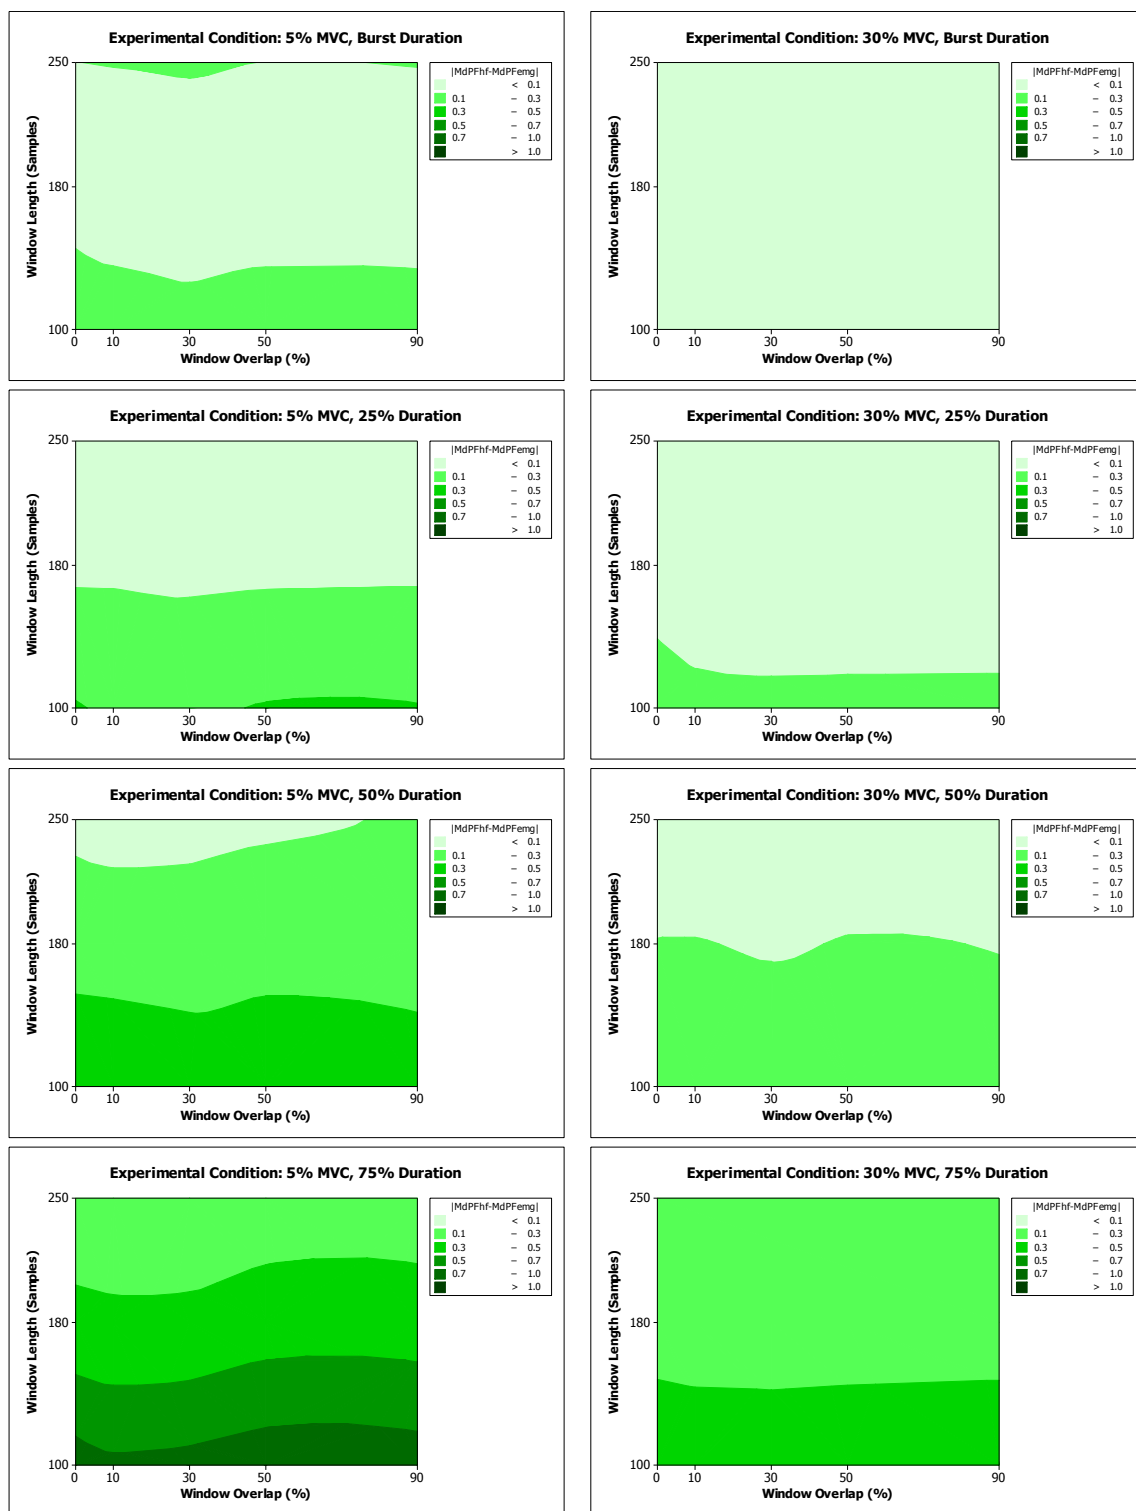 Experimental Condition: 5% MVC, Burst Duration
250
180
100
Window Length (Samples)
0 10 30 50 90
Window Overlap (%)
|MdPFhf-MdPFemg|
< 0.1
0.1 – 0.3
0.3 – 0.5
0.5 – 0.7
0.7 – 1.0
> 1.0
Experimental Condition: 30% MVC, Burst Duration
250
180
100
Window Length (Samples)
0 10 30 50 90
Window Overlap (%)
|MdPFhf-MdPFemg|
< 0.1
0.1 – 0.3
0.3 – 0.5
0.5 – 0.7
0.7 – 1.0
> 1.0
Experimental Condition: 5% MVC, 25% Duration
250
180
100
Window Length (Samples)
0 10 30 50 90
Window Overlap (%)
|MdPFhf-MdPFemg|
< 0.1
0.1 – 0.3
0.3 – 0.5
0.5 – 0.7
0.7 – 1.0
> 1.0
Experimental Condition: 30% MVC, 25% Duration
250
180
100
Window Length (Samples)
0 10 30 50 90
Window Overlap (%)
|MdPFhf-MdPFemg|
< 0.1
0.1 – 0.3
0.3 – 0.5
0.5 – 0.7
0.7 – 1.0
> 1.0
Experimental Condition: 5% MVC, 50% Duration
250
180
100
Window Length (Samples)
0 10 30 50 90
Window Overlap (%)
|MdPFhf-MdPFemg|
< 0.1
0.1 – 0.3
0.3 – 0.5
0.5 – 0.7
0.7 – 1.0
> 1.0
Experimental Condition: 30% MVC, 50% Duration
250
180
100
Window Length (Samples)
0 10 30 50 90
Window Overlap (%)
|MdPFhf-MdPFemg|
< 0.1
0.1 – 0.3
0.3 – 0.5
0.5 – 0.7
0.7 – 1.0
> 1.0
Experimental Condition: 5% MVC, 75% Duration
250
180
100
Window Length (Samples)
0 10 30 50 90
Window Overlap (%)
|MdPFhf-MdPFemg|
< 0.1
0.1 – 0.3
0.3 – 0.5
0.5 – 0.7
0.7 – 1.0
> 1.0
Experimental Condition: 30% MVC, 75% Duration
250
180
100
Window Length (Samples)
0 10 30 50 90
Window Overlap (%)
|MdPFhf-MdPFemg|
< 0.1
0.1 – 0.3
0.3 – 0.5
0.5 – 0.7
0.7 – 1.0
> 1.0